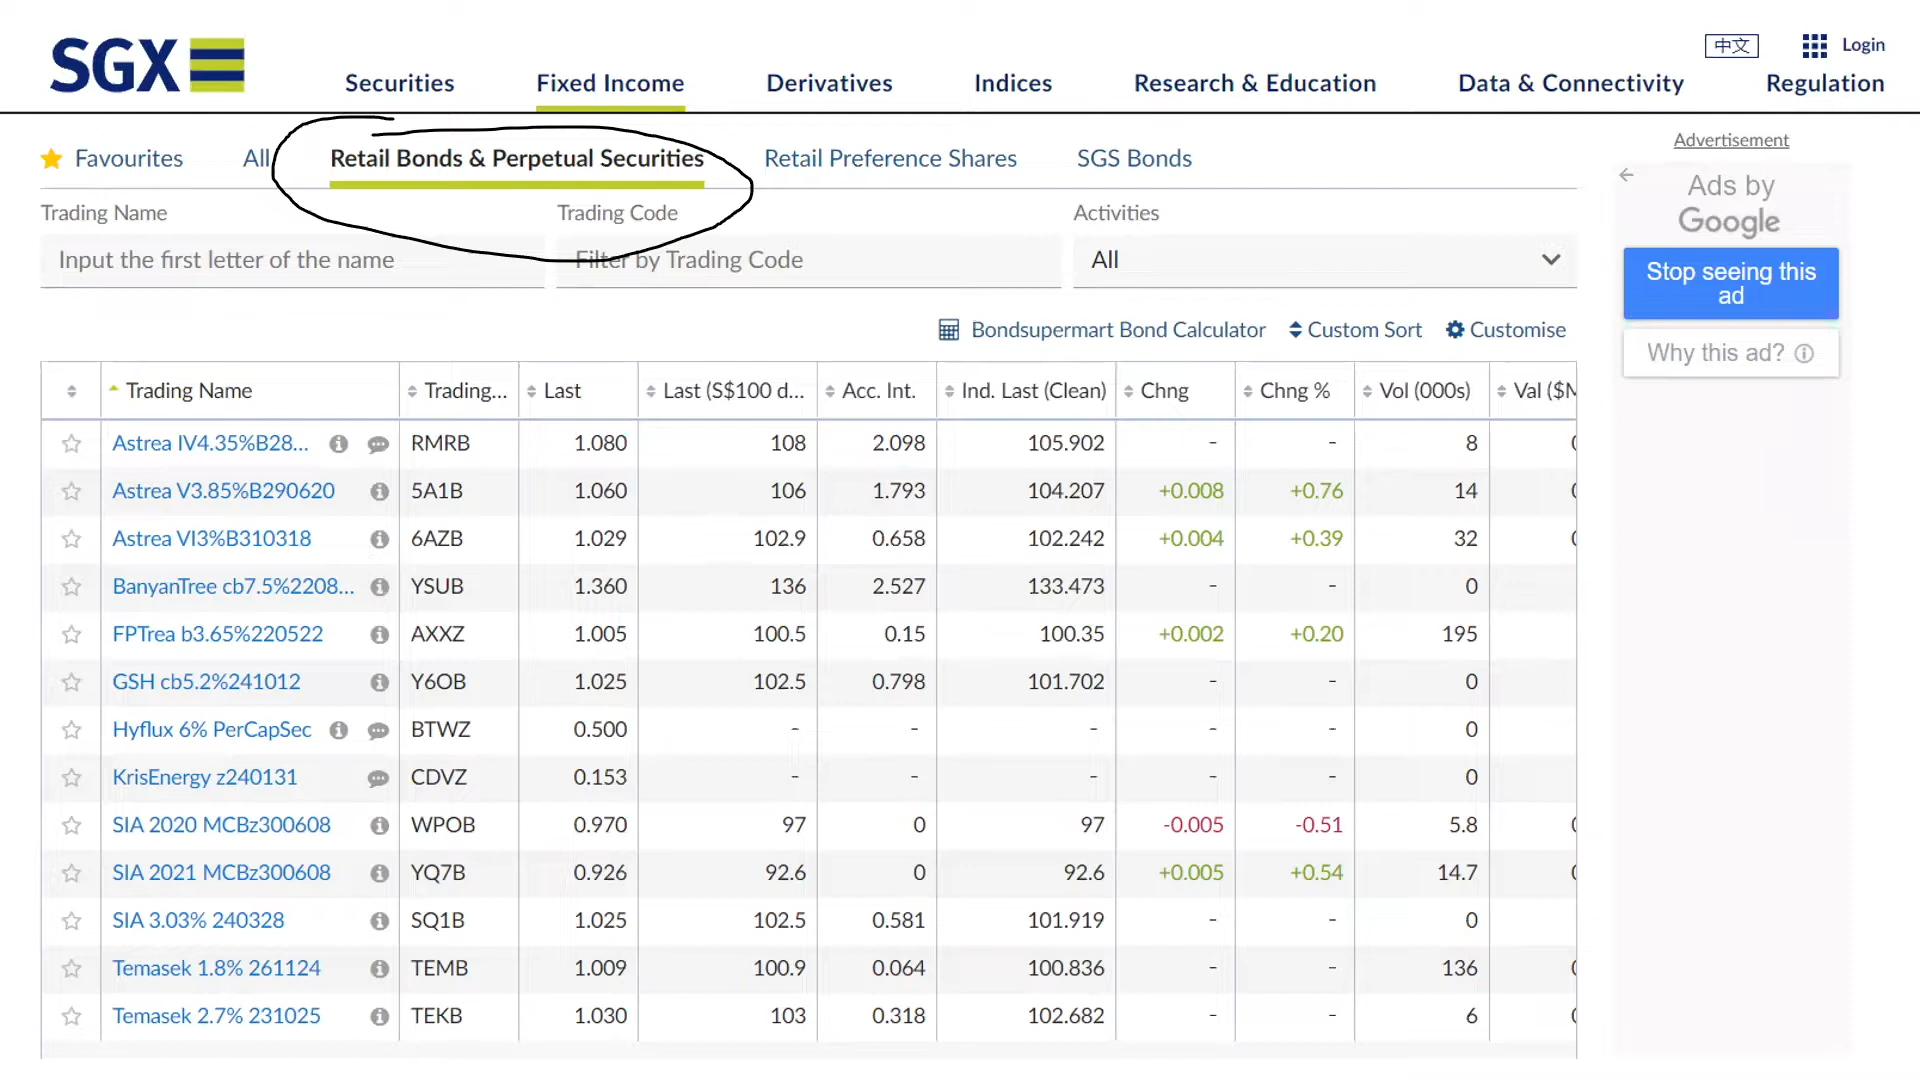 SGX
中文
Login
Securities Fixed Income Derivatives Indices Research & Education Data & Connectivity Regulation
Favourites All Retail Bonds & Perpetual Securities Retail Preference Shares SGS Bonds
Advertisement
Ads by
Google
Stop seeing this
ad
Why this ad?
Trading Name Trading Code Activities
Input the first letter of the name Filter by Trading Code All
Bondsupermart Bond Calculator Custom Sort Customise
Trading Name Trading... Last Last (S$100 d... Acc. Int. Ind. Last (Clean) Chng Chng % Vol (000s) Val ($M
Astrea IV4.35%B28... RMRB 1.080 108 2.098 105.902 - - 8
Astrea V3.85%B290620 5A1B 1.060 106 1.793 104.207 +0.008 +0.76 14
Astrea VI3%B310318 6AZB 1.029 102.9 0.658 102.242 +0.004 +0.39 32
BanyanTree cb7.5%2208... YSUB 1.360 136 2.527 133.473 - - 0
FPTrea b3.65%220522 AXXZ 1.005 100.5 0.15 100.35 +0.002 +0.20 195
GSH cb5.2%241012 Y6OB 1.025 102.5 0.798 101.702 - - 0
Hyflux 6% PerCapSec BTWZ 0.500 - - - - - 0
KrisEnergy z240131 CDVZ 0.153 - - - - - 0
SIA 2020 MCBz300608 WPOB 0.970 97 0 97 -0.005 -0.51 5.8
SIA 2021 MCBz300608 YQ7B 0.926 92.6 0 92.6 +0.005 +0.54 14.7
SIA 3.03% 240328 SQ1B 1.025 102.5 0.581 101.919 - - 0
Temasek 1.8% 261124 TEMB 1.009 100.9 0.064 100.836 - - 136
Temasek 2.7% 231025 TEKB 1.030 103 0.318 102.682 - - 6